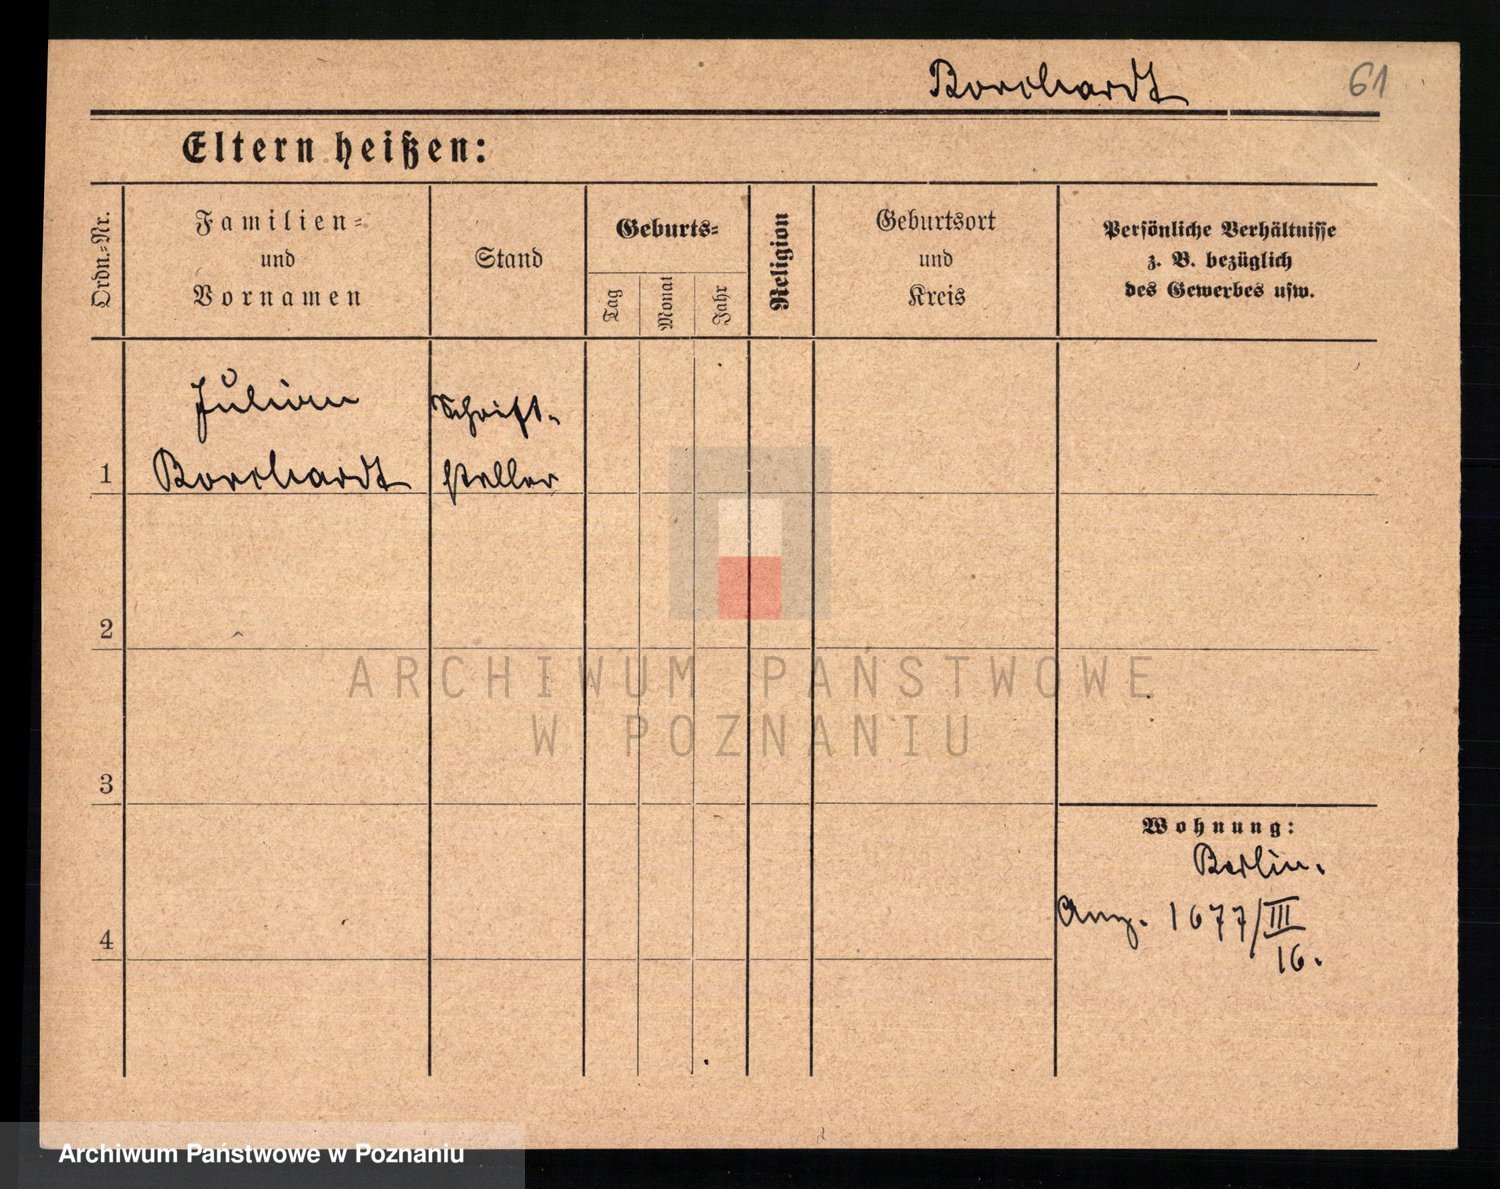 Borchardt 61
Eltern heißen:
Ordn.-Nr.
Familien-
und
Vornamen
Stand
Geburts-
Tag
Monat
Jahr
Religion
Geburtsort
und
Kreis
Persönliche Verhältnisse
z. B. bezüglich
des Gewerbes usw.
Julian Schrift-
1 Borchardt steller
2
ARCHIWUM PAŃSTWOWE
W POZNANIU
3
Wohnung:
Berlin.
Anz. 1677/III
16.
4
Archiwum Państwowe w Poznaniu